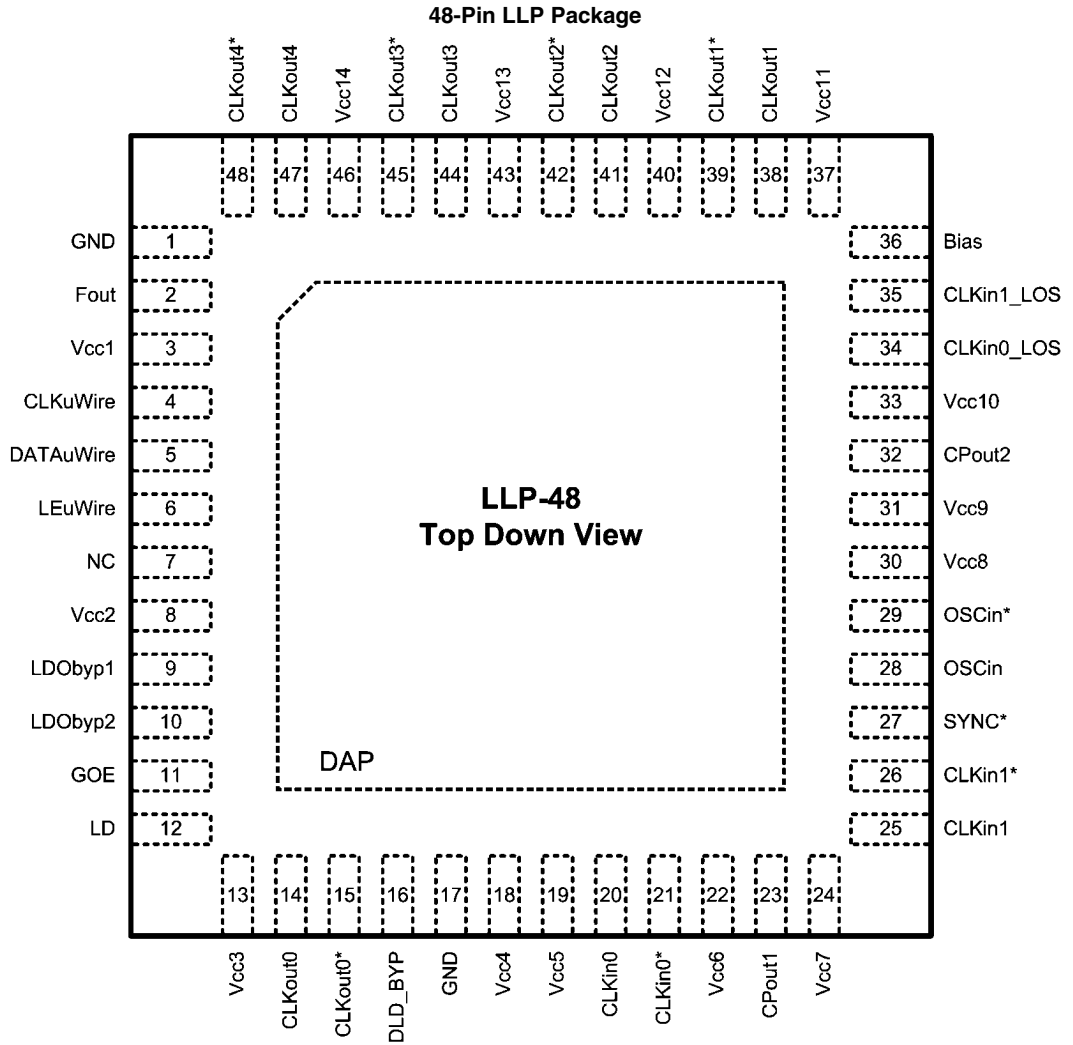 48-Pin LLP Package
CLKout4*
CLKout4
Vcc14
CLKout3*
CLKout3
Vcc13
CLKout2*
CLKout2
Vcc12
CLKout1*
CLKout1
Vcc11
48
47
46
45
44
43
42
41
40
39
38
37
GND 1
Fout 2
Vcc1 3
CLKuWire 4
DATAuWire 5
LEuWire 6
NC 7
Vcc2 8
LDObyp1 9
LDObyp2 10
GOE 11
LD 12
36 Bias
35 CLKin1_LOS
34 CLKin0_LOS
33 Vcc10
32 CPout2
31 Vcc9
30 Vcc8
29 OSCin*
28 OSCin
27 SYNC*
26 CLKin1*
25 CLKin1
LLP-48
Top Down View
DAP
13
14
15
16
17
18
19
20
21
22
23
24
Vcc3
CLKout0
CLKout0*
DLD_BYP
GND
Vcc4
Vcc5
CLKin0
CLKin0*
Vcc6
CPout1
Vcc7